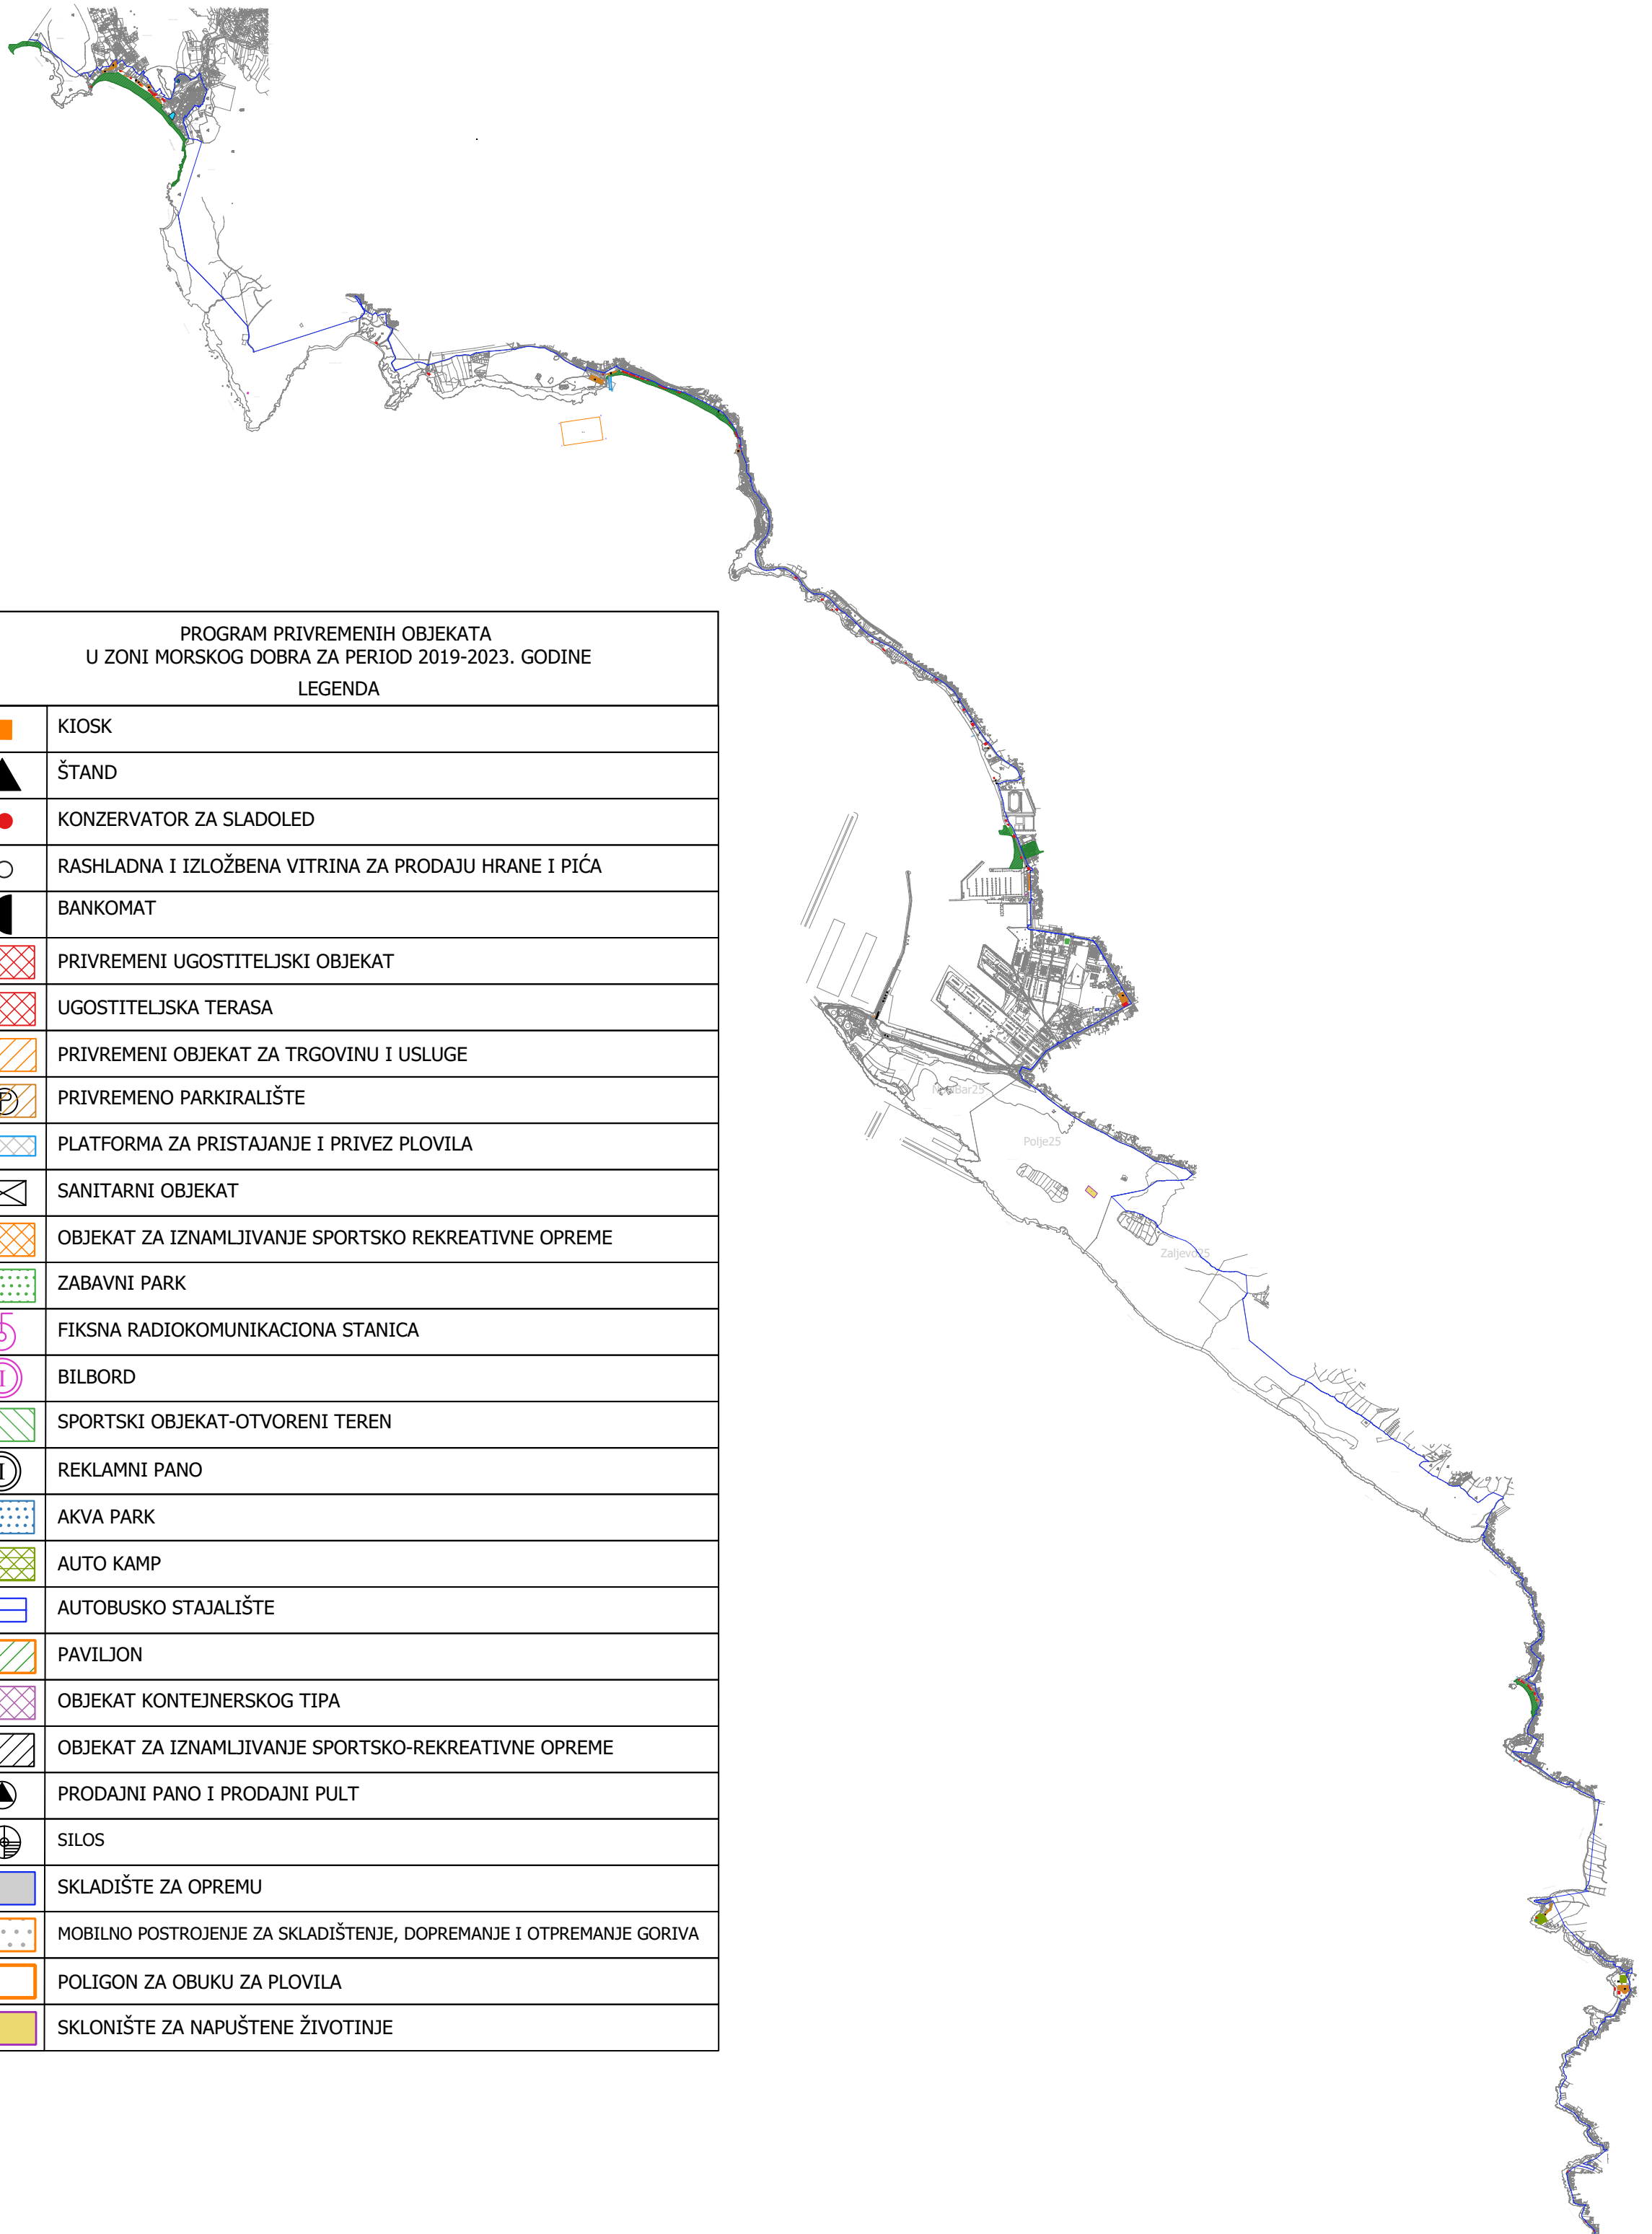 PROGRAM PRIVREMENIH OBJEKATA
U ZONI MORSKOG DOBRA ZA PERIOD 2019-2023. GODINE
LEGENDA
KIOSK
ŠTAND
KONZERVATOR ZA SLADOLED
RASHLADNA I IZLOŽBENA VITRINA ZA PRODAJU HRANE I PIĆA
BANKOMAT
PRIVREMENI UGOSTITELJSKI OBJEKAT
UGOSTITELJSKA TERASA
PRIVREMENI OBJEKAT ZA TRGOVINU I USLUGE
P PRIVREMENO PARKIRALIŠTE
PLATFORMA ZA PRISTAJANJE I PRIVEZ PLOVILA
SANITARNI OBJEKAT
OBJEKAT ZA IZNAMLJIVANJE SPORTSKO REKREATIVNE OPREME
ZABAVNI PARK
FIKSNA RADIOKOMUNIKACIONA STANICA
I BILBORD
SPORTSKI OBJEKAT-OTVORENI TEREN
I REKLAMNI PANO
AKVA PARK
AUTO KAMP
AUTOBUSKO STAJALIŠTE
PAVILJON
OBJEKAT KONTEJNERSKOG TIPA
OBJEKAT ZA IZNAMLJIVANJE SPORTSKO-REKREATIVNE OPREME
PRODAJNI PANO I PRODAJNI PULT
SILOS
SKLADIŠTE ZA OPREMU
MOBILNO POSTROJENJE ZA SKLADIŠTENJE, DOPREMANJE I OTPREMANJE GORIVA
POLIGON ZA OBUKU ZA PLOVILA
SKLONIŠTE ZA NAPUŠTENE ŽIVOTINJE
Polje25
Zaljevo25